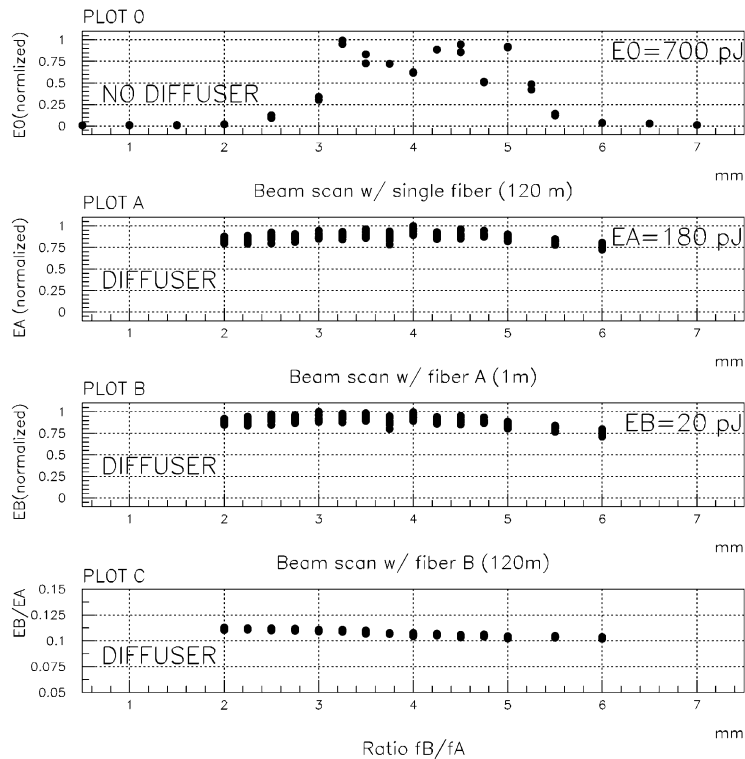 PLOT 0
E0(normlized)
1
0.75
0.5
0.25
0
E0=700 pJ
NO DIFFUSER
1 2 3 4 5 6 7
mm
Beam scan w/ single fiber (120 m)
PLOT A
EA (normalized)
1
0.75
0.5
0.25
0
EA=180 pJ
DIFFUSER
1 2 3 4 5 6 7
mm
Beam scan w/ fiber A (1m)
PLOT B
EB(normalized)
1
0.75
0.5
0.25
0
EB=20 pJ
DIFFUSER
1 2 3 4 5 6 7
mm
Beam scan w/ fiber B (120m)
PLOT C
EB/EA
0.15
0.125
0.1
0.075
0.05
DIFFUSER
1 2 3 4 5 6 7
mm
Ratio fB/fA